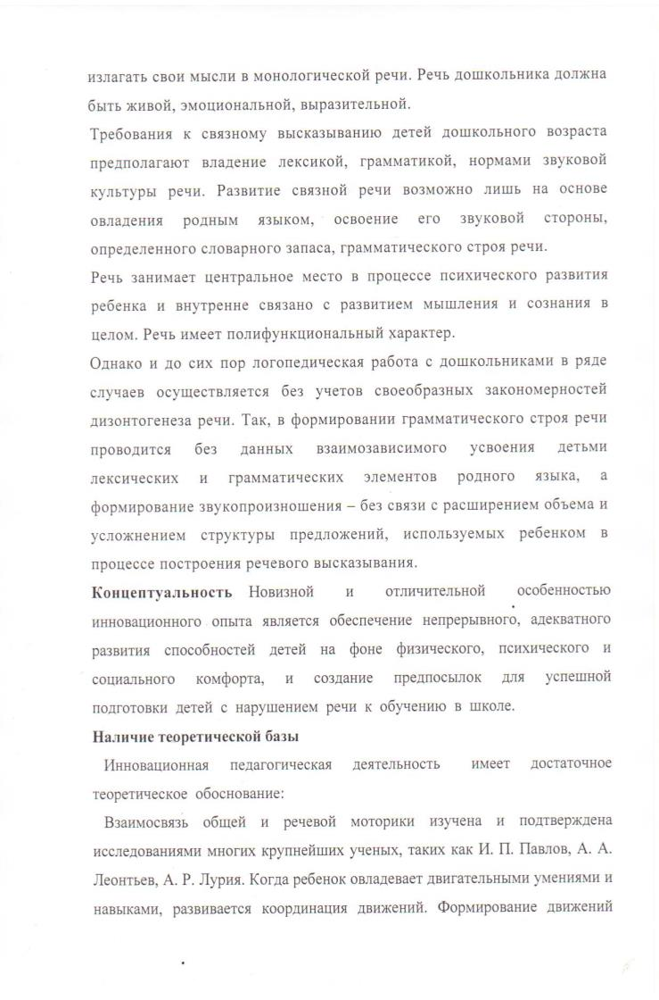 излагать свои мысли в монологической речи. Речь дошкольника должна
быть живой, эмоциональной, выразительной.
Требования к связному высказыванию детей дошкольного возраста
предполагают владение лексикой, грамматикой, нормами звуковой
культуры речи. Развитие связной речи возможно лишь на основе
овладения родным языком, освоение его звуковой стороны,
определенного словарного запаса, грамматического строя речи.
Речь занимает центральное место в процессе психического развития
ребенка и внутренне связано с развитием мышления и сознания в
целом. Речь имеет полифункциональный характер.
Однако и до сих пор логопедическая работа с дошкольниками в ряде
случаев осуществляется без учетов своеобразных закономерностей
дизонтогенеза речи. Так, в формировании грамматического строя речи
проводится без данных взаимозависимого усвоения детьми
лексических и грамматических элементов родного языка, а
формирование звукопроизношения – без связи с расширением объема и
усложнением структуры предложений, используемых ребенком в
процессе построения речевого высказывания.
Концептуальность Новизной и отличительной особенностью
инновационного опыта является обеспечение непрерывного, адекватного
развития способностей детей на фоне физического, психического и
социального комфорта, и создание предпосылок для успешной
подготовки детей с нарушением речи к обучению в школе.
Наличие теоретической базы
Инновационная педагогическая деятельность имеет достаточное
теоретическое обоснование:
Взаимосвязь общей и речевой моторики изучена и подтверждена
исследованиями многих крупнейших ученых, таких как И. П. Павлов, А. А.
Леонтьев, А. Р. Лурия. Когда ребенок овладевает двигательными умениями и
навыками, развивается координация движений. Формирование движений